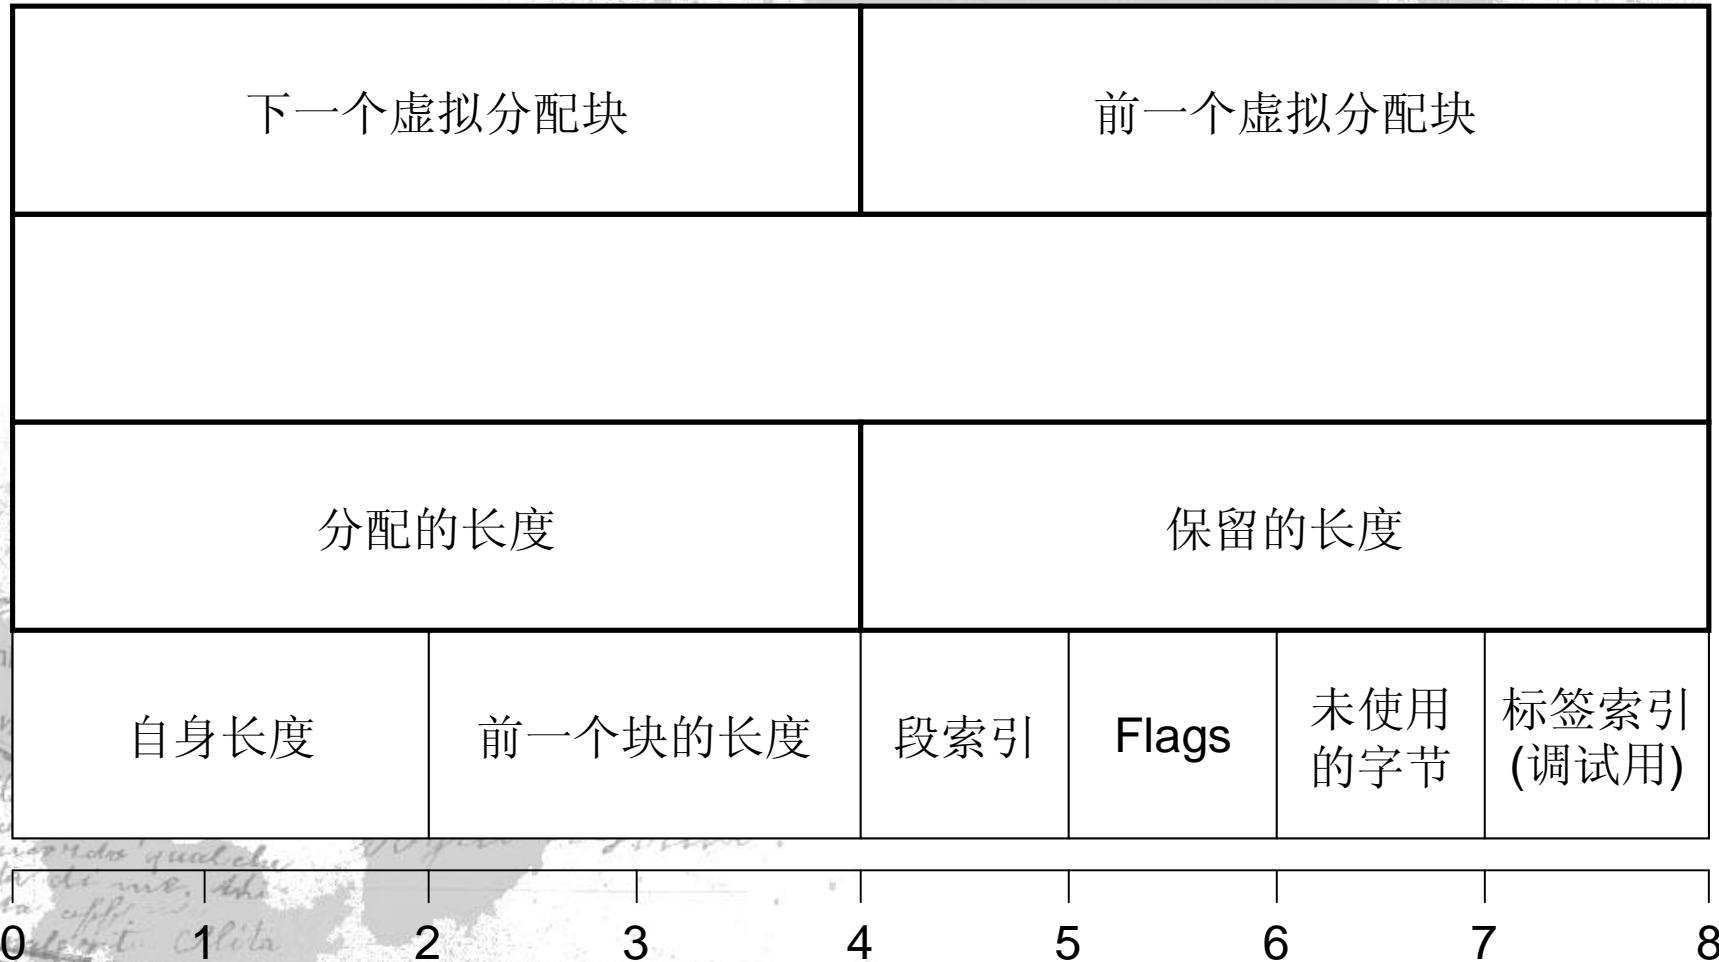 下一个虚拟分配块
前一个虚拟分配块
分配的长度
保留的长度
自身长度
前一个块的长度
段索引
Flags
未使用
的字节
标签索引
(调试用)
0 1 2 3 4 5 6 7 8